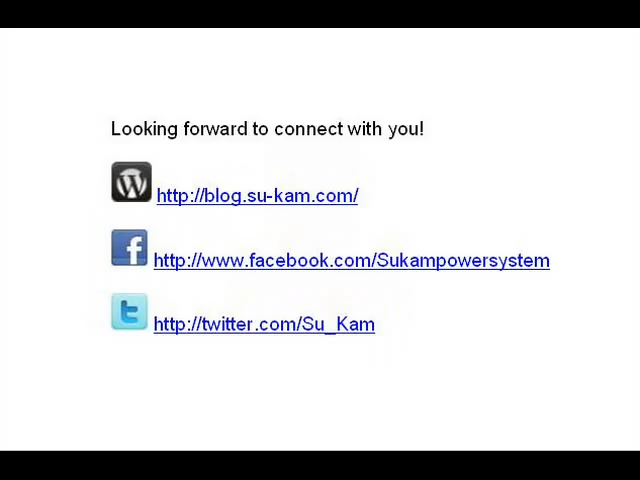 Looking forward to connect with you!
http://blog.su-kam.com/
http://www.facebook.com/Sukampowersystem
http://twitter.com/Su_Kam